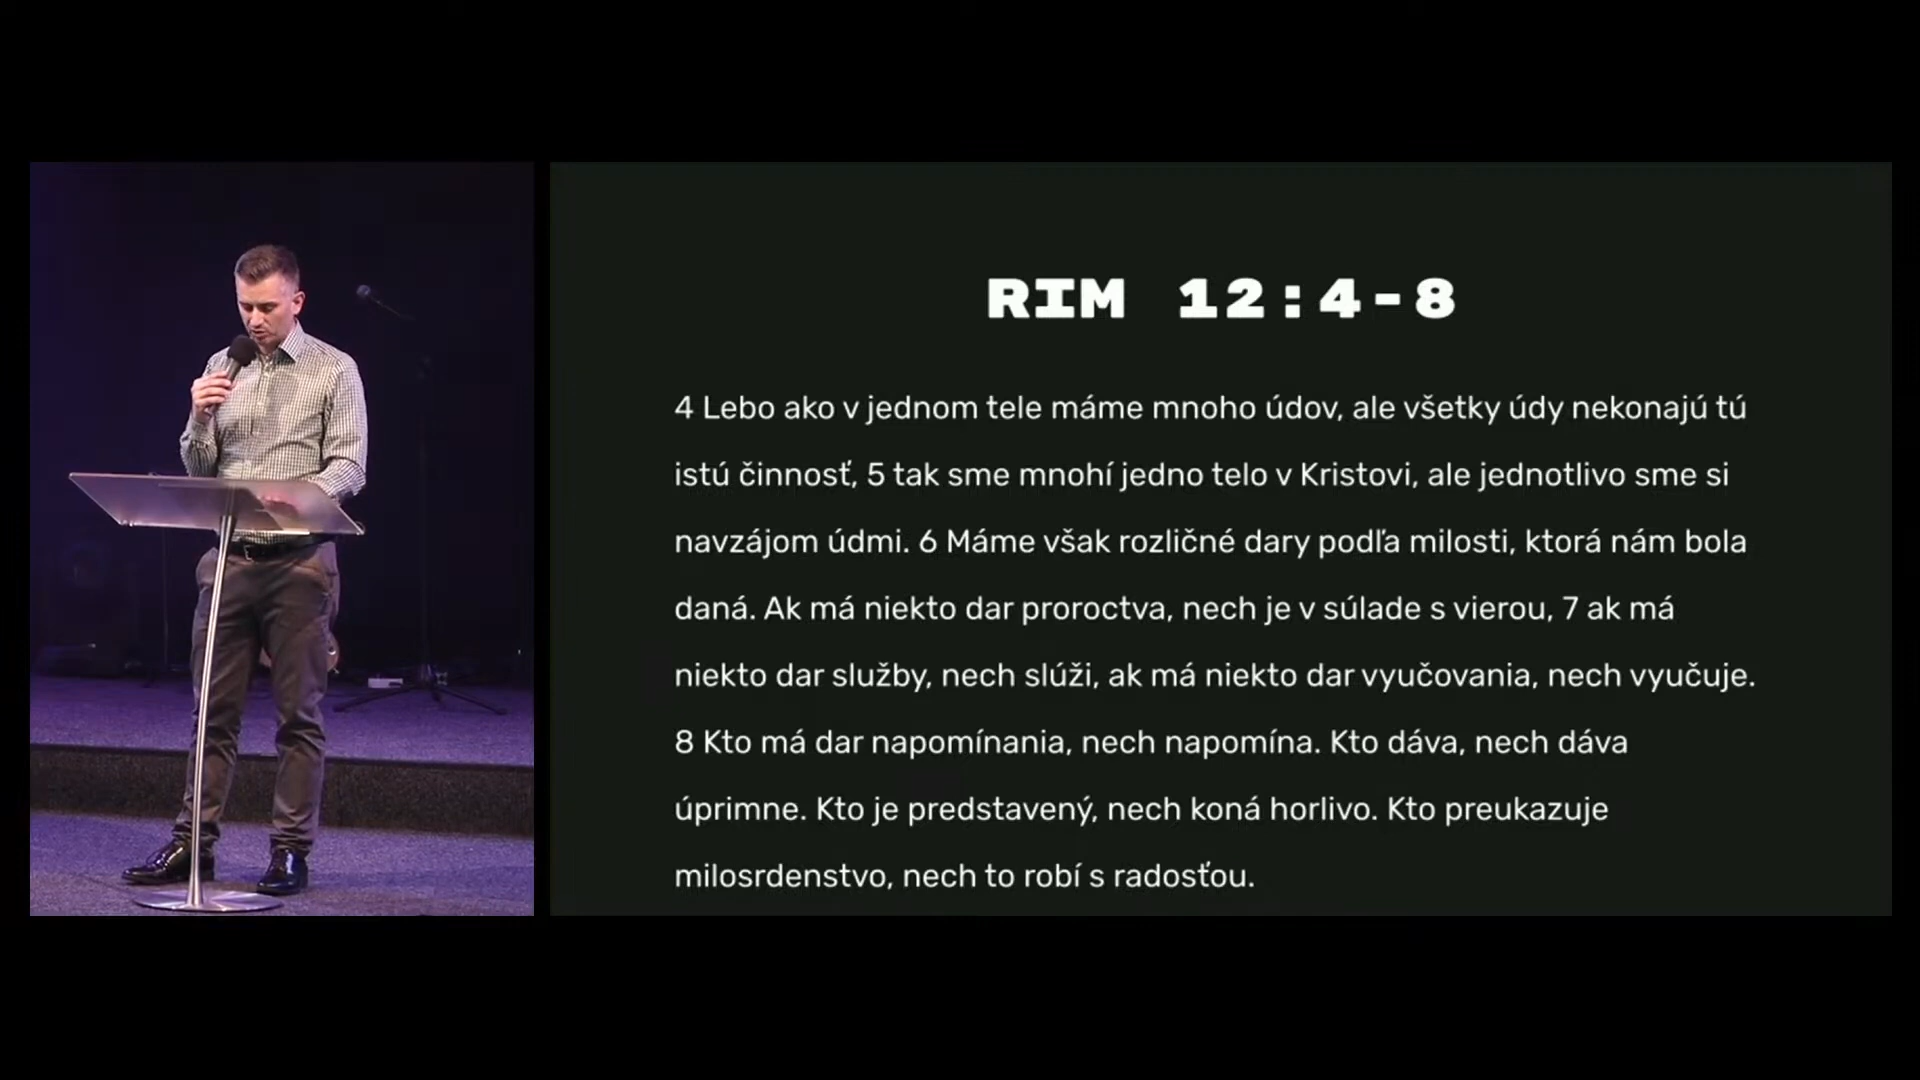 RIM 12:4-8
4 Lebo ako v jednom tele máme mnoho údov, ale všetky údy nekonajú tú
istú činnosť, 5 tak sme mnohí jedno telo v Kristovi, ale jednotlivo sme si
navzájom údmi. 6 Máme však rozličné dary podľa milosti, ktorá nám bola
daná. Ak má niekto dar proroctva, nech je v súlade s vierou, 7 ak má
niekto dar služby, nech slúži, ak má niekto dar vyučovania, nech vyučuje.
8 Kto má dar napomínania, nech napomína. Kto dáva, nech dáva
úprimne. Kto je predstavený, nech koná horlivo. Kto preukazuje
milosrdenstvo, nech to robí s radosťou.